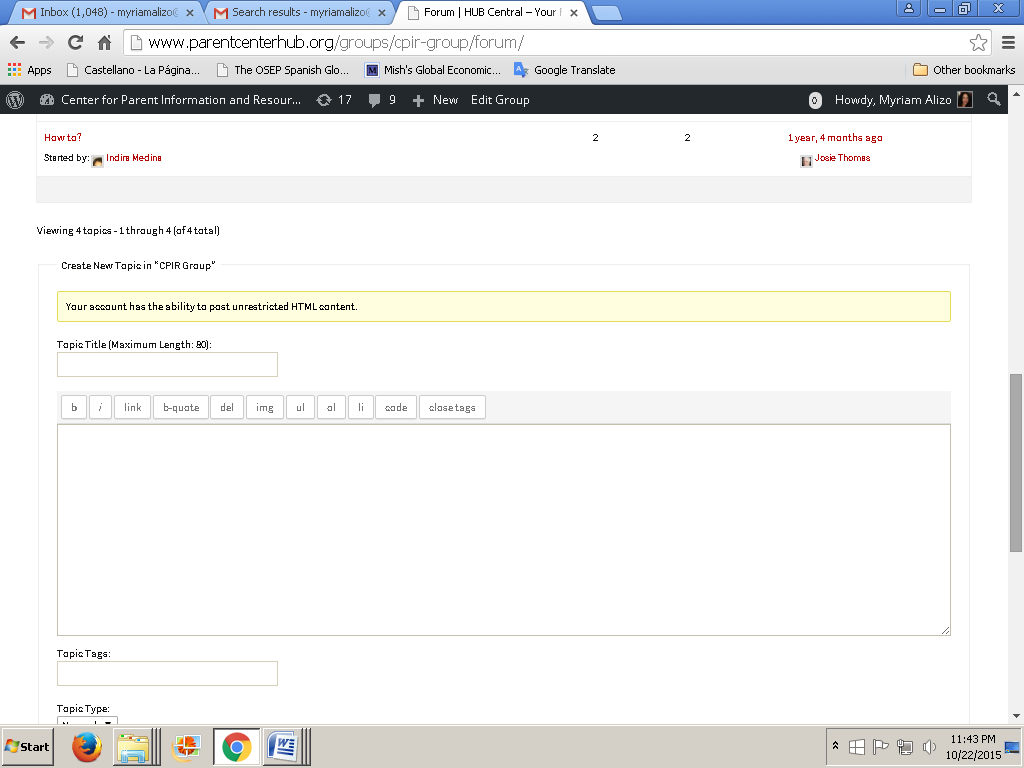 Inbox (1,048) - myriamalizo@
Search results - myriamalizo@
Forum | HUB Central – Your
www.parentcenterhub.org/groups/cpir-group/forum/
Apps
Castellano - La Página...
The OSEP Spanish Glo...
M
Mish's Global Economic...
Google Translate
Other bookmarks
Center for Parent Information and Resour...
17
9
New
Edit Group
0
Howdy, Myriam Alizo
How to?
2
2
1 year, 4 months ago
Started by: Indira Medina
Josie Thomas
Viewing 4 topics - 1 through 4 (of 4 total)
Create New Topic in "CPIR Group"
Your account has the ability to post unrestricted HTML content.
Topic Title (Maximum Length: 80):
b
i
link
b-quote
del
img
ul
ol
li
code
close tags
Topic Tags:
Topic Type:
Start
11:43 PM
10/22/2015